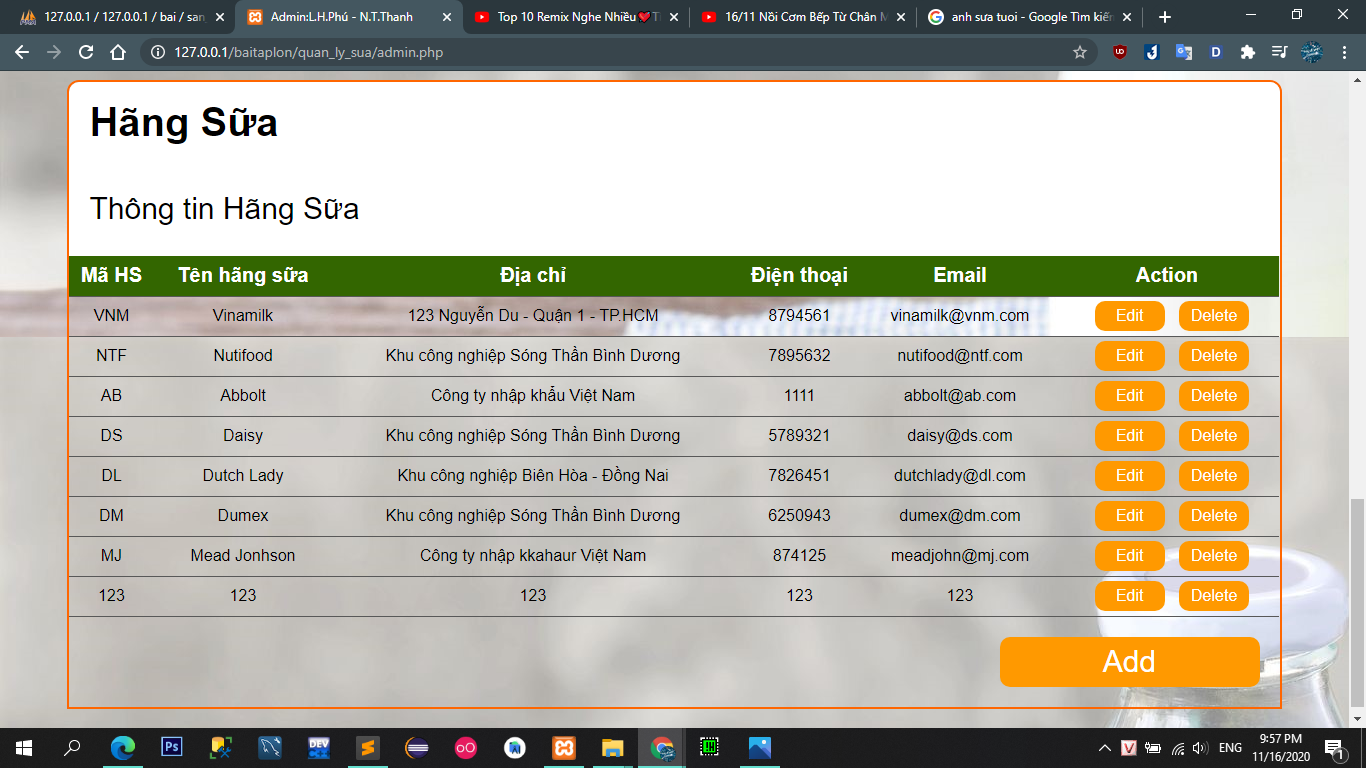 127.0.0.1 / 127.0.0.1 / bai / san
Admin:L.H.Phú - N.T.Thanh
Top 10 Remix Nghe Nhiều❤️Ti
16/11 Nồi Cơm Bếp Từ Chân M
anh sưa tuoi - Google Tìm kiếm
127.0.0.1/baitaplon/quan_ly_sua/admin.php
Hãng Sữa
Thông tin Hãng Sữa
Mã HS Tên hãng sữa Địa chỉ Điện thoại Email Action
VNM Vinamilk 123 Nguyễn Du - Quận 1 - TP.HCM 8794561 vinamilk@vnm.com Edit Delete
NTF Nutifood Khu công nghiệp Sóng Thần Bình Dương 7895632 nutifood@ntf.com Edit Delete
AB Abbolt Công ty nhập khẩu Việt Nam 1111 abbolt@ab.com Edit Delete
DS Daisy Khu công nghiệp Sóng Thần Bình Dương 5789321 daisy@ds.com Edit Delete
DL Dutch Lady Khu công nghiệp Biên Hòa - Đồng Nai 7826451 dutchlady@dl.com Edit Delete
DM Dumex Khu công nghiệp Sóng Thần Bình Dương 6250943 dumex@dm.com Edit Delete
MJ Mead Jonhson Công ty nhập kkahaur Việt Nam 874125 meadjohn@mj.com Edit Delete
123 123 123 123 123 Edit Delete
Add
Ps
DEV
V
ENG
9:57 PM
11/16/2020
1